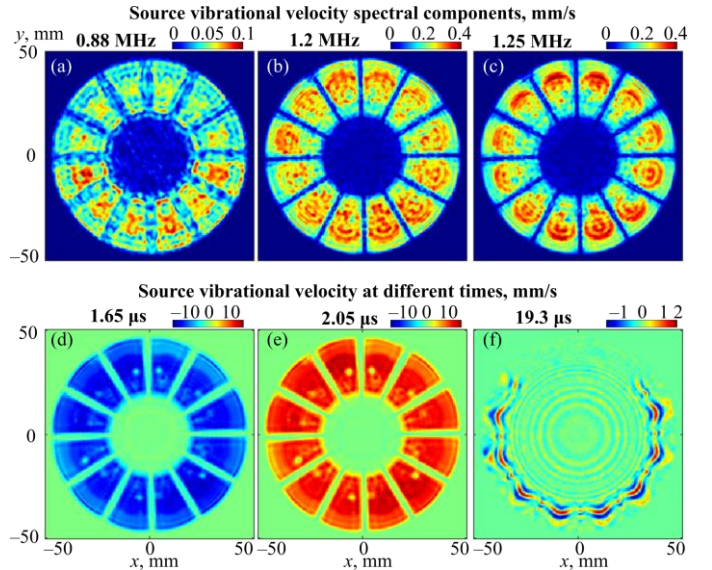 Source vibrational velocity spectral components, mm/s
y, mm 0.88 MHz 0 0.05 0.1 1.2 MHz 0 0.2 0.4 1.25 MHz 0 0.2 0.4
50 (a) (b) (c)
0
–50
Source vibrational velocity at different times, mm/s
1.65 µs –10 0 10 2.05 µs –10 0 10 19.3 µs –1 1 2
50 (d) (e) (f)
0
–50
–50 0 50 –50 0 50 –50 0 50
x, mm x, mm x, mm